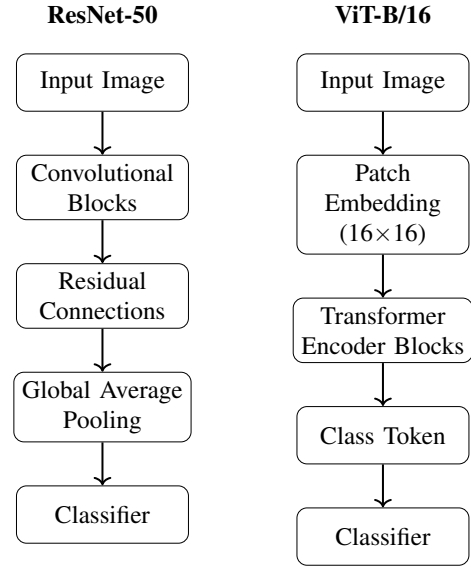 ResNet-50
Input Image
Convolutional
Blocks
Residual
Connections
Global Average
Pooling
Classifier
ViT-B/16
Input Image
Patch
Embedding
(16×16)
Transformer
Encoder Blocks
Class Token
Classifier